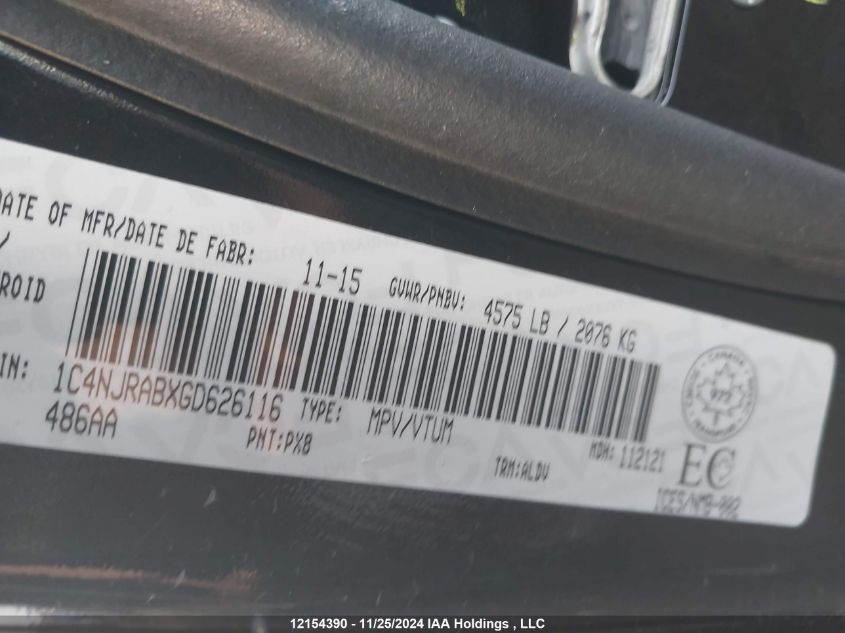 DATE OF MFR/DATE DE FABR: 11-15 GVWR/PNBV: 4575 LB / 2076 KG
/
ROID
IN: 1C4NJRABXGD626116 TYPE: MPV/VTUM MDH: 112121
486AA PNT:PX8 TRM:ALDV
EC
ICES/NMB-002
12154390 - 11/25/2024 IAA Holdings , LLC